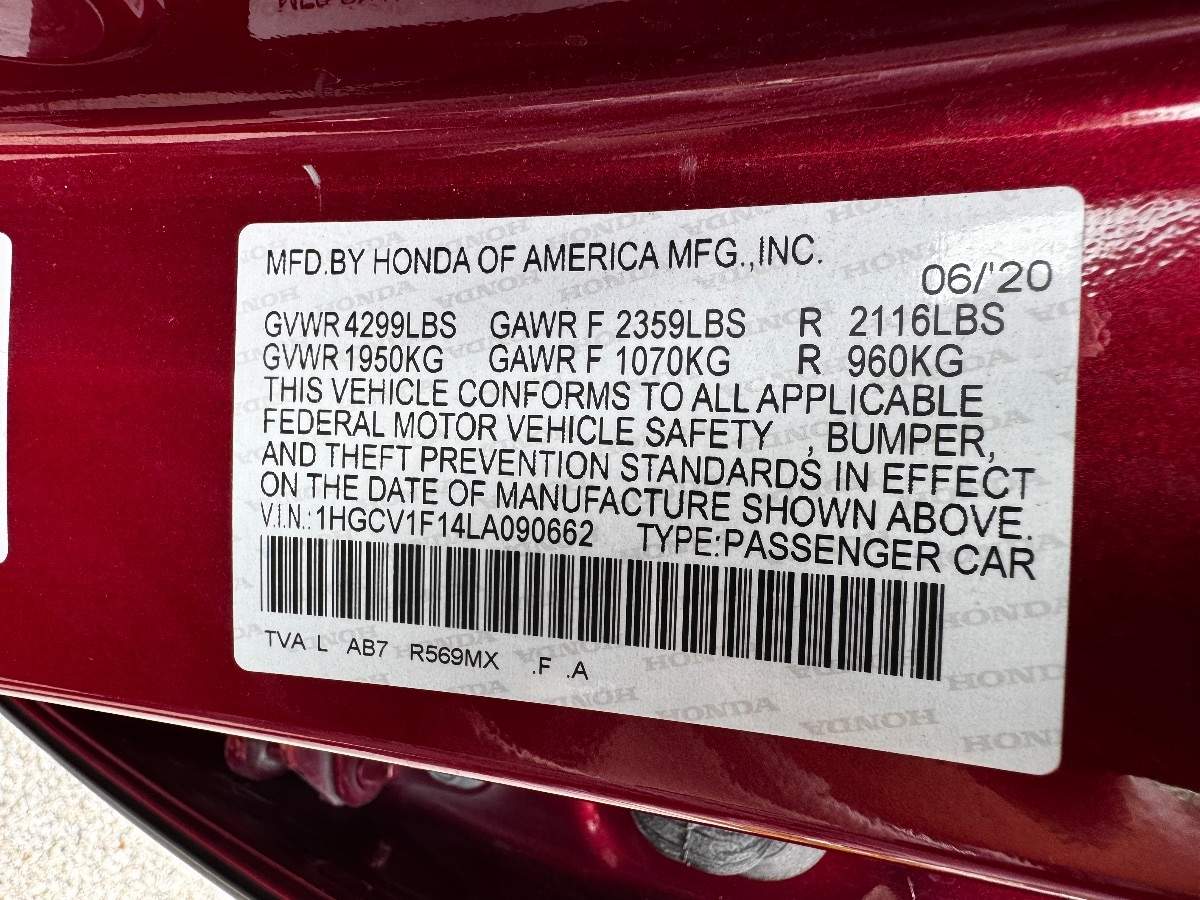 MFD.BY HONDA OF AMERICA MFG.,INC.
06/'20
GVWR 4299LBS GAWR F 2359LBS R 2116LBS
GVWR 1950KG GAWR F 1070KG R 960KG
THIS VEHICLE CONFORMS TO ALL APPLICABLE
FEDERAL MOTOR VEHICLE SAFETY , BUMPER,
AND THEFT PREVENTION STANDARDS IN EFFECT
ON THE DATE OF MANUFACTURE SHOWN ABOVE.
V.I.N.: 1HGCV1F14LA090662 TYPE:PASSENGER CAR
TVA L AB7 R569MX .F .A